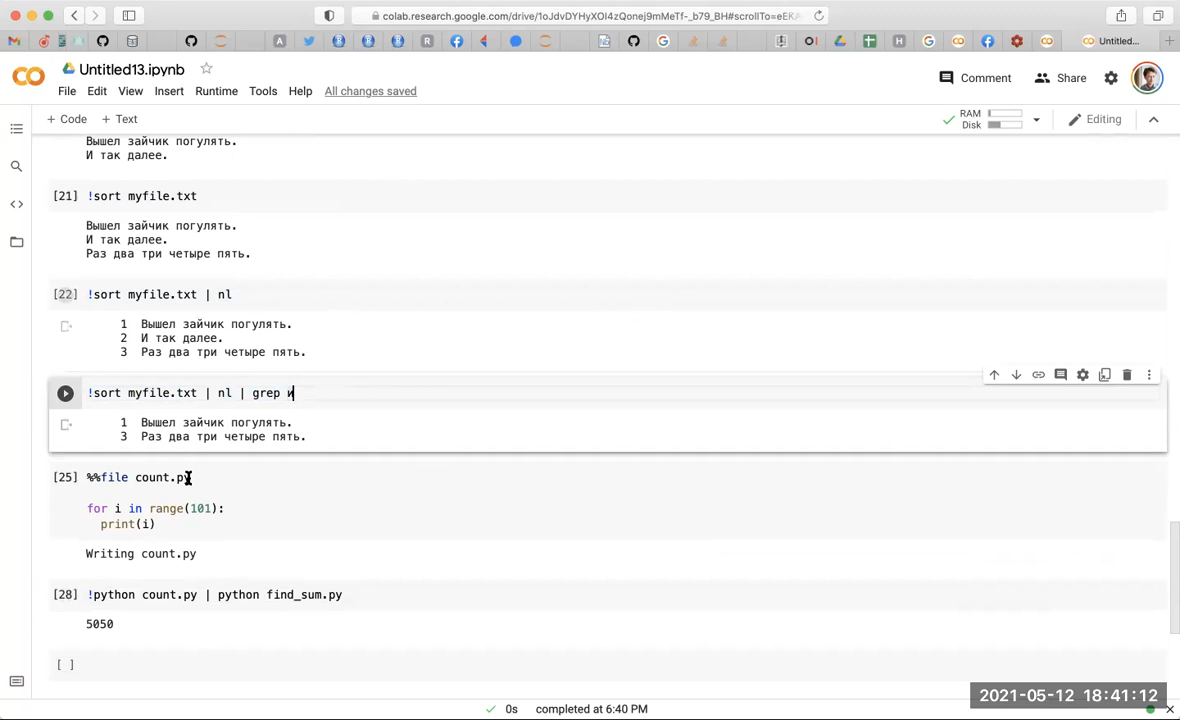 colab.research.google.com/drive/1oJdvDYHyXOI4zQonej9mMeTf-_b79_BH#scrollTo=eEKA
Untitled...
Untitled13.ipynb
File Edit View Insert Runtime Tools Help All changes saved
Comment Share
+ Code + Text
RAM
Disk
Editing
Вышел зайчик погулять.
И так далее.
[21] !sort myfile.txt
Вышел зайчик погулять.
И так далее.
Раз два три четыре пять.
[22] !sort myfile.txt | nl
1 Вышел зайчик погулять.
2 И так далее.
3 Раз два три четыре пять.
!sort myfile.txt | nl | grep и
1 Вышел зайчик погулять.
3 Раз два три четыре пять.
[25] %%file count.py
for i in range(101):
print(i)
Writing count.py
[28] !python count.py | python find_sum.py
5050
[ ]
0s completed at 6:40 PM
2021-05-12 18:41:12